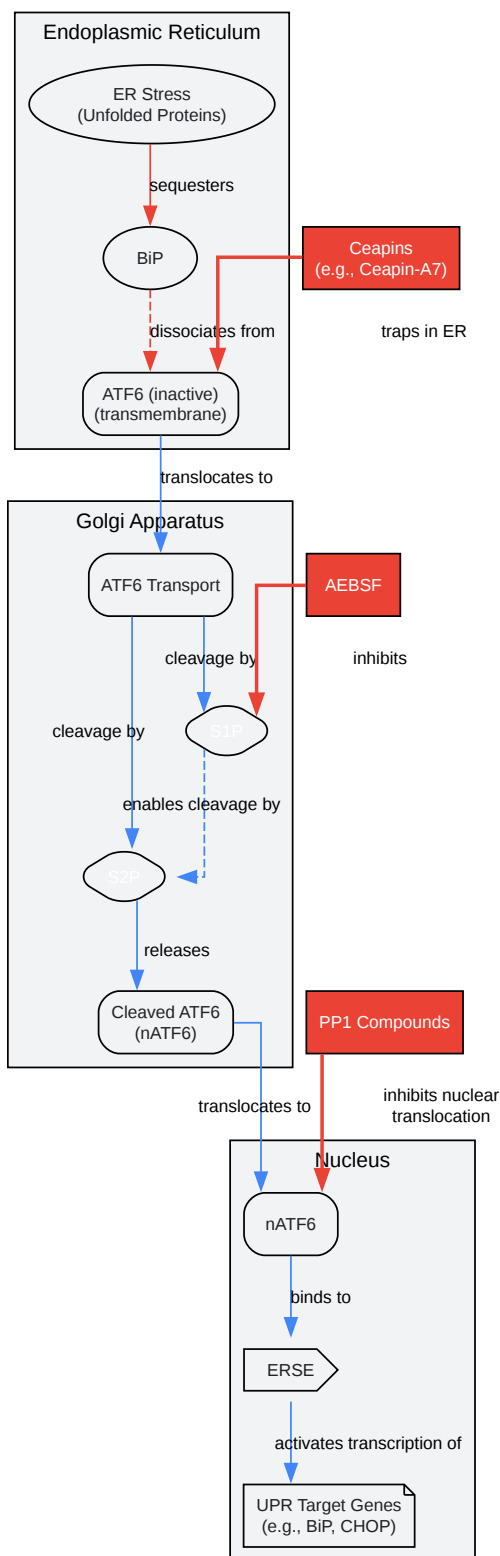 Endoplasmic Reticulum
ER Stress
(Unfolded Proteins)
sequesters
BiP
Ceapins
(e.g., Ceapin-A7)
dissociates from
traps in ER
ATF6 (inactive)
(transmembrane)
translocates to
Golgi Apparatus
ATF6 Transport
AEBSF
cleavage by
inhibits
cleavage by
S1P
enables cleavage by
S2P
releases
Cleaved ATF6
(nATF6)
PP1 Compounds
translocates to
inhibits nuclear
translocation
Nucleus
nATF6
binds to
ERSE
activates transcription of
UPR Target Genes
(e.g., BiP, CHOP)